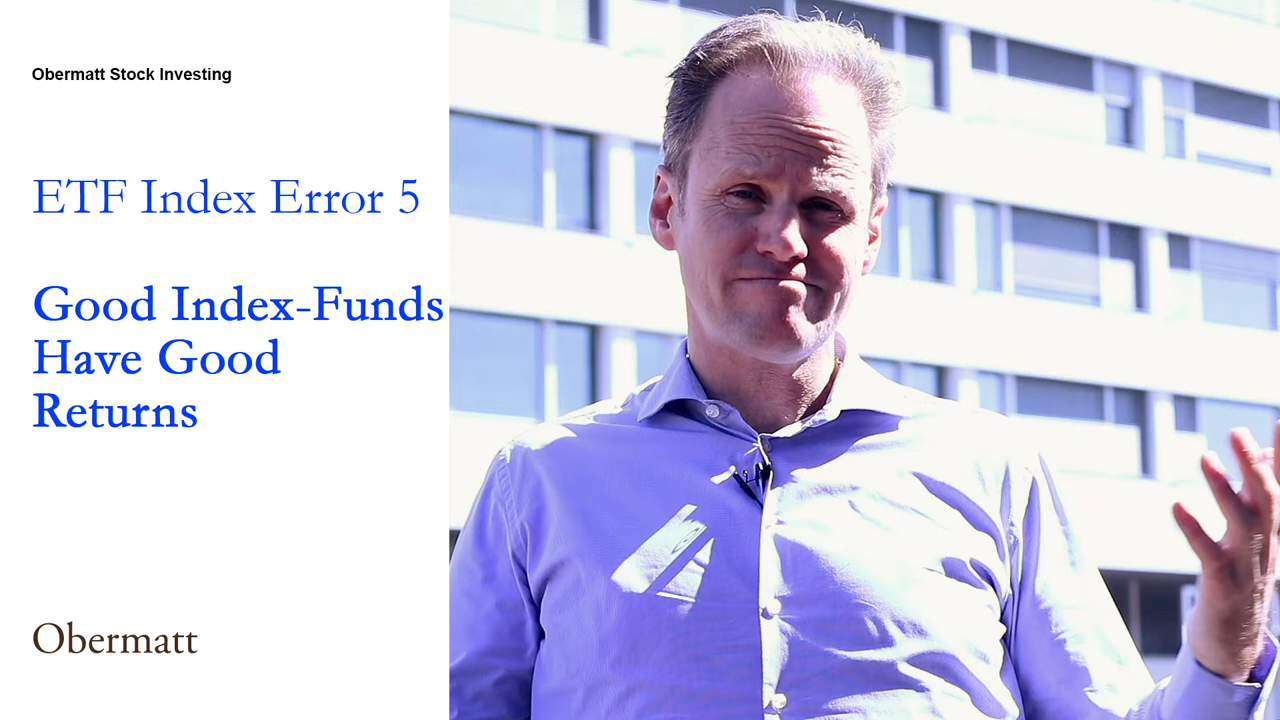 Obermatt Stock Investing
ETF Index Error 5
Good Index-Funds
Have Good
Returns
Obermatt